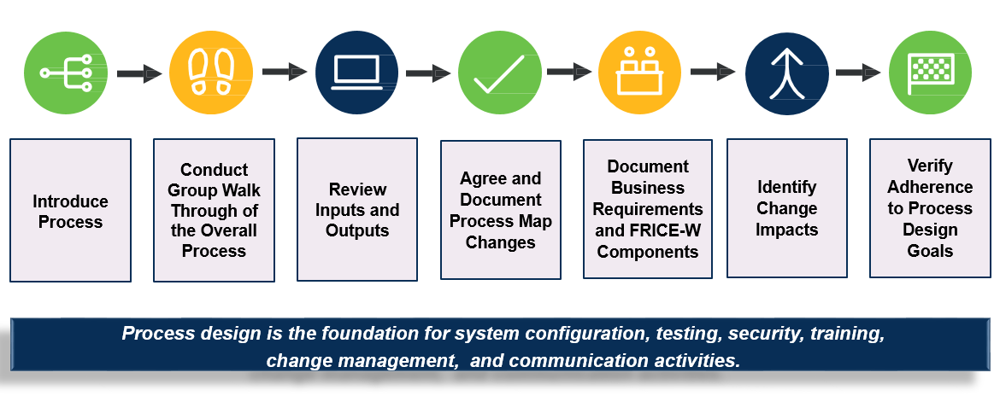 Introduce
Process
Conduct
Group Walk
Through of
the Overall
Process
Review
Inputs and
Outputs
Agree and
Document
Process Map
Changes
Document
Business
Requirements
and FRICE-W
Components
Identify
Change
Impacts
Verify
Adherence
to Process
Design
Goals
Process design is the foundation for system configuration, testing, security, training,
change management,  and communication activities.